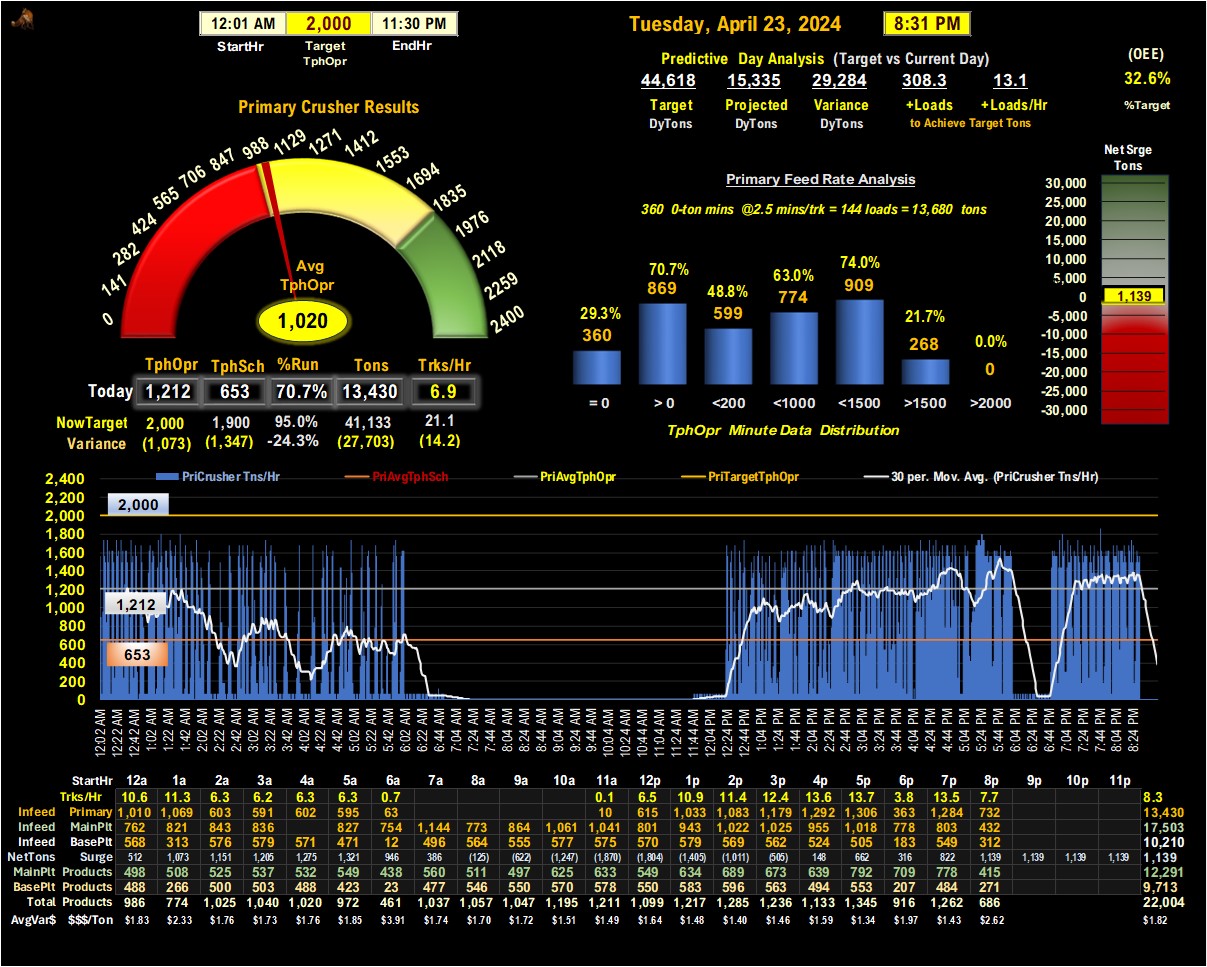 12:01 AM 2,000 11:30 PM
StartHr Target TphOpr EndHr
Tuesday, April 23, 2024 8:31 PM
Predictive Day Analysis (Target vs Current Day)
44,618 15,335 29,284 308.3 13.1
Target Projected Variance +Loads +Loads/Hr
DyTons DyTons DyTons to Achieve Target Tons
(OEE)
32.6%
%Target
Primary Crusher Results
0 141 282 424 565 706 847 988 1129 1271 1412 1553 1694 1835 1976 2118 2259 2400
Avg
TphOpr
1,020
TphOpr TphSch %Run Tons Trks/Hr
Today 1,212 653 70.7% 13,430 6.9
NowTarget 2,000 1,900 95.0% 41,133 21.1
Variance (1,073) (1,347) -24.3% (27,703) (14.2)
Primary Feed Rate Analysis
360 0-ton mins @2.5 mins/trk = 144 loads = 13,680 tons
29.3% 70.7% 48.8% 63.0% 74.0% 21.7% 0.0%
360 869 599 774 909 268 0
= 0 > 0 <200 <1000 <1500 >1500 >2000
TphOpr Minute Data Distribution
Net Srge
Tons
30,000
25,000
20,000
15,000
10,000
5,000
0 1,139
-5,000
-10,000
-15,000
-20,000
-25,000
-30,000
PriCrusher Tns/Hr PriAvgTphSch PriAvgTphOpr PriTargetTphOpr 30 per. Mov. Avg. (PriCrusher Tns/Hr)
2,400
2,200
2,000
1,800
1,600
1,400
1,200
1,000
800
600
400
200
0
2,000
1,212
653
12:02 AM 12:22 AM 12:42 AM 1:02 AM 1:22 AM 1:42 AM 2:02 AM 2:22 AM 2:42 AM 3:02 AM 3:22 AM 3:42 AM 4:02 AM 4:22 AM 4:42 AM 5:02 AM 5:22 AM 5:42 AM 6:02 AM 6:22 AM 6:44 AM 7:04 AM 7:24 AM 7:44 AM 8:04 AM 8:24 AM 8:44 AM 9:04 AM 9:24 AM 9:44 AM 10:04 AM 10:24 AM 10:44 AM 11:04 AM 11:24 AM 11:44 AM 12:04 PM 12:24 PM 12:44 PM 1:04 PM 1:24 PM 1:44 PM 2:04 PM 2:24 PM 2:44 PM 3:04 PM 3:24 PM 3:44 PM 4:04 PM 4:24 PM 4:44 PM 5:04 PM 5:24 PM 5:44 PM 6:04 PM 6:24 PM 6:44 PM 7:04 PM 7:24 PM 7:44 PM 8:04 PM 8:24 PM
StartHr 12a 1a 2a 3a 4a 5a 6a 7a 8a 9a 10a 11a 12p 1p 2p 3p 4p 5p 6p 7p 8p 9p 10p 11p
Trks/Hr 10.6 11.3 6.3 6.2 6.3 6.3 0.7 0.1 6.5 10.9 11.4 12.4 13.6 13.7 3.8 13.5 7.7 8.3
Infeed Primary 1,010 1,069 603 591 602 595 63 10 615 1,033 1,083 1,179 1,292 1,306 363 1,284 732 13,430
Infeed MainPlt 762 821 843 836 827 754 1,144 773 864 1,061 1,041 801 943 1,022 1,025 955 1,018 778 803 432 17,503
Infeed BasePlt 568 313 576 579 571 471 12 496 564 555 577 575 570 579 569 562 524 505 183 549 312 10,210
NetTons Surge 512 1,073 1,151 1,205 1,275 1,321 946 386 (125) (622) (1,247) (1,870) (1,804) (1,405) (1,011) (505) 148 662 316 822 1,139 1,139 1,139 1,139 1,139
MainPlt Products 498 508 525 537 532 549 438 560 511 497 625 633 549 634 689 673 639 792 709 778 415 12,291
BasePlt Products 488 266 500 503 488 423 23 477 546 550 570 578 550 583 596 563 494 553 207 484 271 9,713
Total Products 986 774 1,025 1,040 1,020 972 461 1,037 1,057 1,047 1,195 1,211 1,099 1,217 1,285 1,236 1,133 1,345 916 1,262 686 22,004
AvgVar$ $$$/Ton $1.83 $2.33 $1.76 $1.73 $1.76 $1.85 $3.91 $1.74 $1.70 $1.72 $1.51 $1.49 $1.64 $1.48 $1.40 $1.46 $1.59 $1.34 $1.97 $1.43 $2.62 $1.82